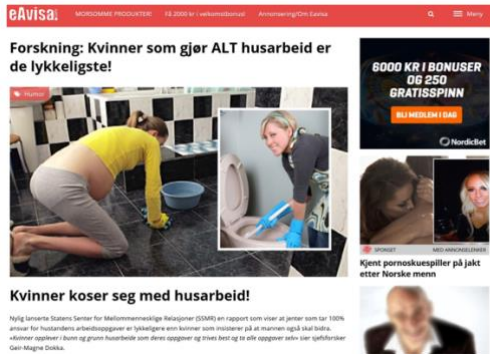 eAvisa
MORSOMME PRODUKTER!
Få 2000 kr i velkomstbonus!
Annonsering/Om Eavisa
Meny
Forskning: Kvinner som gjør ALT husarbeid er
de lykkeligste!
Humor
Kvinner koser seg med husarbeid!
Nylig lanserte Statens Senter for Mellommenneskelige Relasjoner (SSMR) en rapport som viser at jenter som tar 100%
ansvar for husstandens arbeidsoppgaver er lykkeligere enn kvinner som insisterer på at mannen også skal bidra.
«Kvinner opplever i bunn og grunn husarbeide som deres oppgaver og trives best og ta alle oppgaver selv» sier sjefsforsker
Geir-Magne Dokka.
6000 KR I BONUSER
OG 250
GRATISSPINN
BLI MEDLEM I DAG
NordicBet
SPONSET
MED ANNONSELENKER
Kjent pornoskuespiller på jakt
etter Norske menn